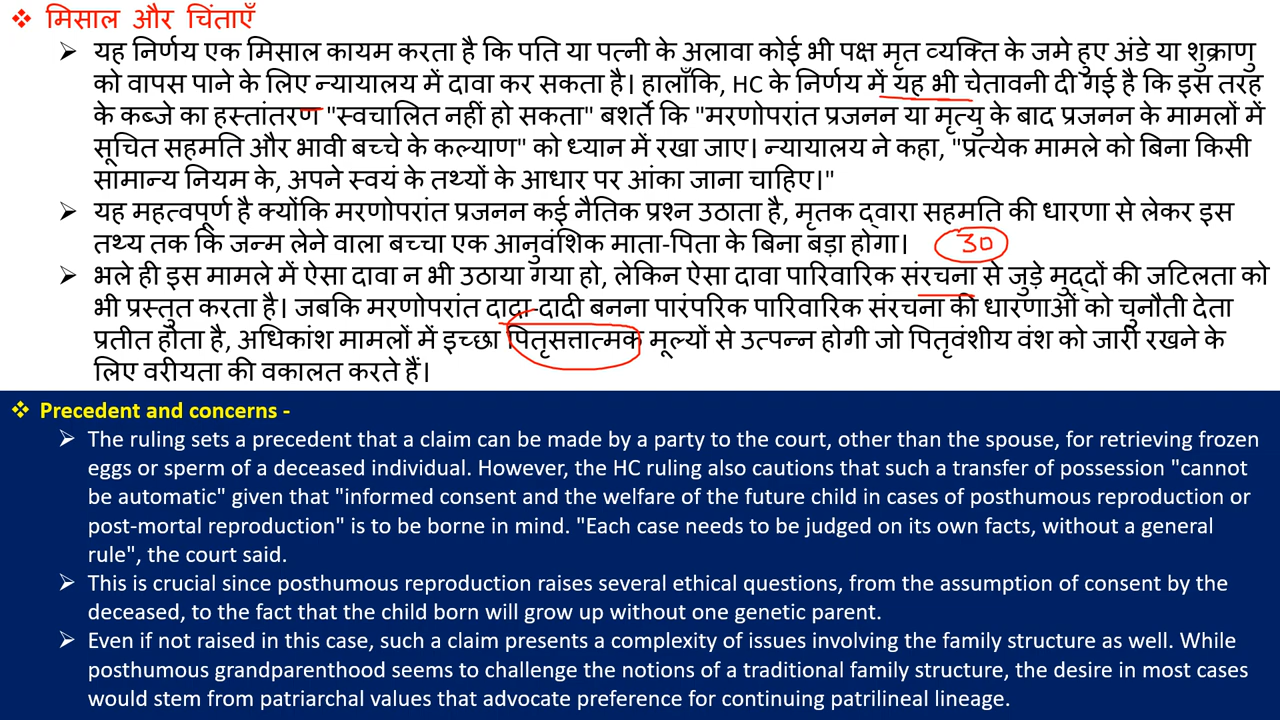 ❖ मिसाल और चिंताएँ
➢ यह निर्णय एक मिसाल कायम करता है कि पति या पत्नी के अलावा कोई भी पक्ष मृत व्यक्ति के जमे हुए अंडे या शुक्राणु
को वापस पाने के लिए न्यायालय में दावा कर सकता है। हालाँकि, HC के निर्णय में यह भी चेतावनी दी गई है कि इस तरह
के कब्जे का हस्तांतरण "स्वचालित नहीं हो सकता" बशर्ते कि "मरणोपरांत प्रजनन या मृत्यु के बाद प्रजनन के मामलों में
सूचित सहमति और भावी बच्चे के कल्याण" को ध्यान में रखा जाए। न्यायालय ने कहा, "प्रत्येक मामले को बिना किसी
सामान्य नियम के, अपने स्वयं के तथ्यों के आधार पर आंका जाना चाहिए।"
➢ यह महत्वपूर्ण है क्योंकि मरणोपरांत प्रजनन कई नैतिक प्रश्न उठाता है, मृतक द्वारा सहमति की धारणा से लेकर इस
तथ्य तक कि जन्म लेने वाला बच्चा एक आनुवंशिक माता-पिता के बिना बड़ा होगा। 30
➢ भले ही इस मामले में ऐसा दावा न भी उठाया गया हो, लेकिन ऐसा दावा पारिवारिक संरचना से जुड़े मुद्दों की जटिलता को
भी प्रस्तुत करता है। जबकि मरणोपरांत दादा-दादी बनना पारंपरिक पारिवारिक संरचना की धारणाओं को चुनौती देता
प्रतीत होता है, अधिकांश मामलों में इच्छा पितृसत्तात्मक मूल्यों से उत्पन्न होगी जो पितृवंशीय वंश को जारी रखने के
लिए वरीयता की वकालत करते हैं।
❖ Precedent and concerns -
➢ The ruling sets a precedent that a claim can be made by a party to the court, other than the spouse, for retrieving frozen
eggs or sperm of a deceased individual. However, the HC ruling also cautions that such a transfer of possession "cannot
be automatic" given that "informed consent and the welfare of the future child in cases of posthumous reproduction or
post-mortal reproduction" is to be borne in mind. "Each case needs to be judged on its own facts, without a general
rule", the court said.
➢ This is crucial since posthumous reproduction raises several ethical questions, from the assumption of consent by the
deceased, to the fact that the child born will grow up without one genetic parent.
➢ Even if not raised in this case, such a claim presents a complexity of issues involving the family structure as well. While
posthumous grandparenthood seems to challenge the notions of a traditional family structure, the desire in most cases
would stem from patriarchal values that advocate preference for continuing patrilineal lineage.